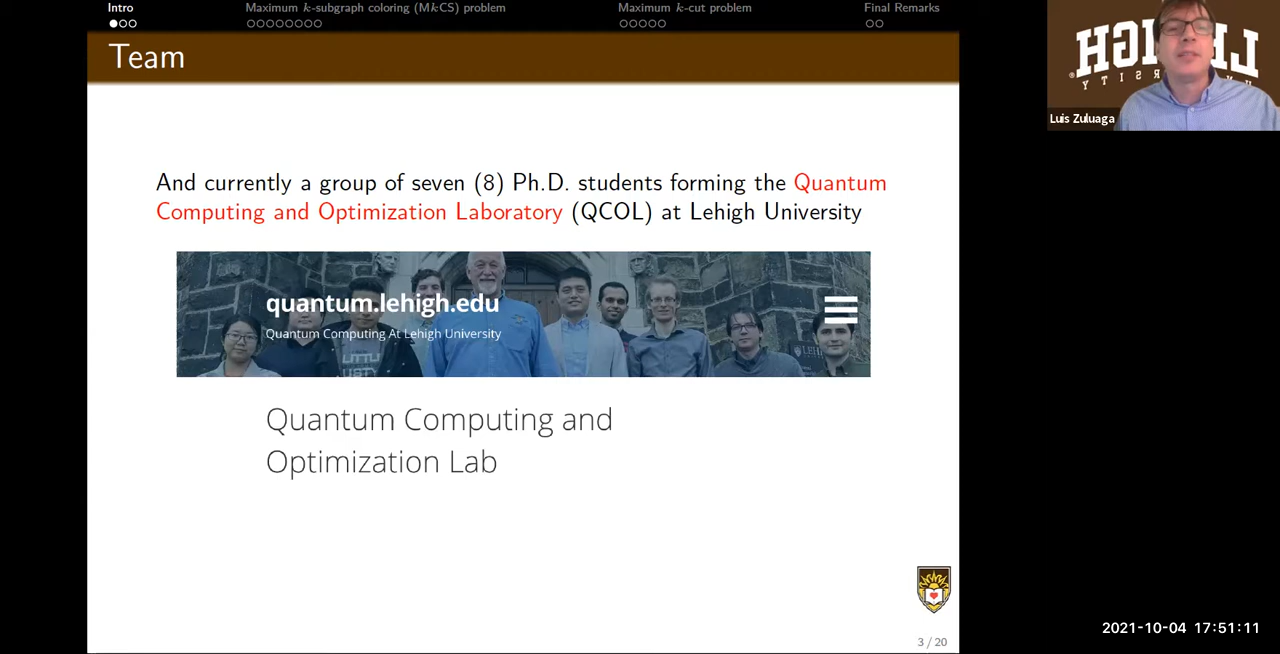 Intro
Maximum k-subgraph coloring (MkCS) problem
Maximum k-cut problem
Final Remarks
Team
And currently a group of seven (8) Ph.D. students forming the Quantum
Computing and Optimization Laboratory (QCOL) at Lehigh University
quantum.lehigh.edu
Quantum Computing At Lehigh University
Quantum Computing and
Optimization Lab
3 / 20
Luis Zuluaga
2021-10-04 17:51:11